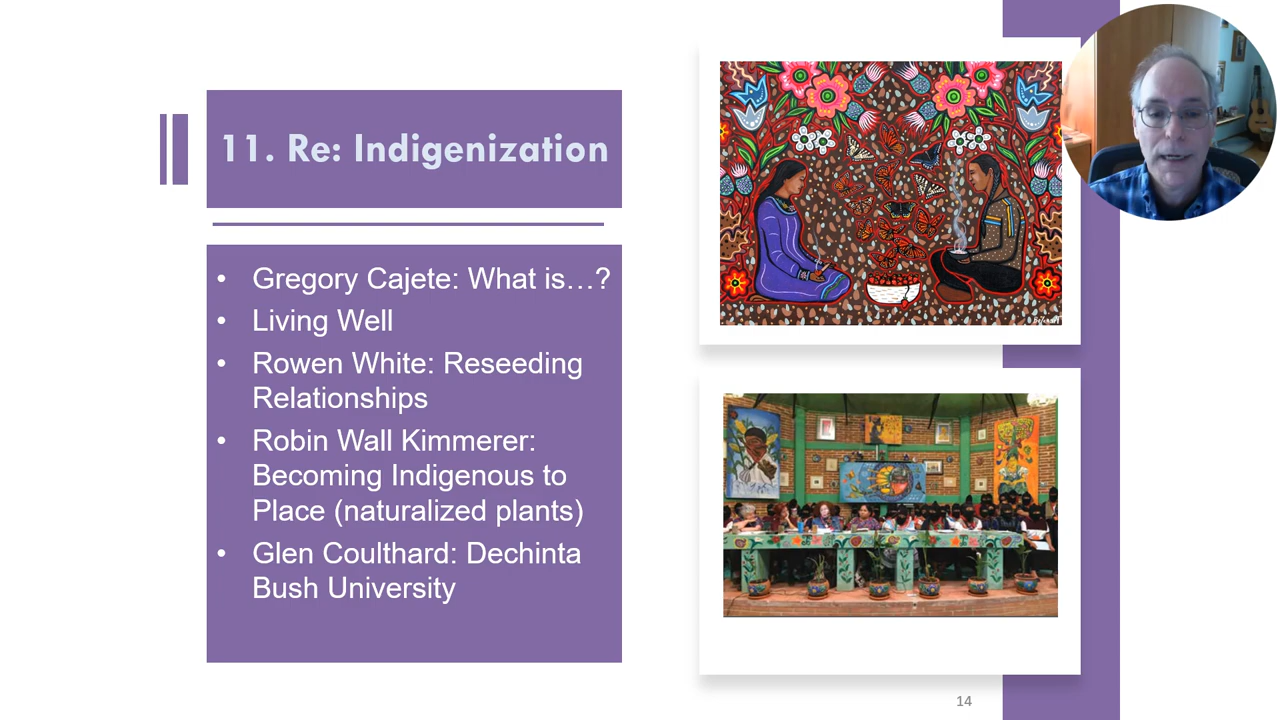 11. Re: Indigenization
• Gregory Cajete: What is…?
• Living Well
• Rowen White: Reseeding
Relationships
• Robin Wall Kimmerer:
Becoming Indigenous to
Place (naturalized plants)
• Glen Coulthard: Dechinta
Bush University
14